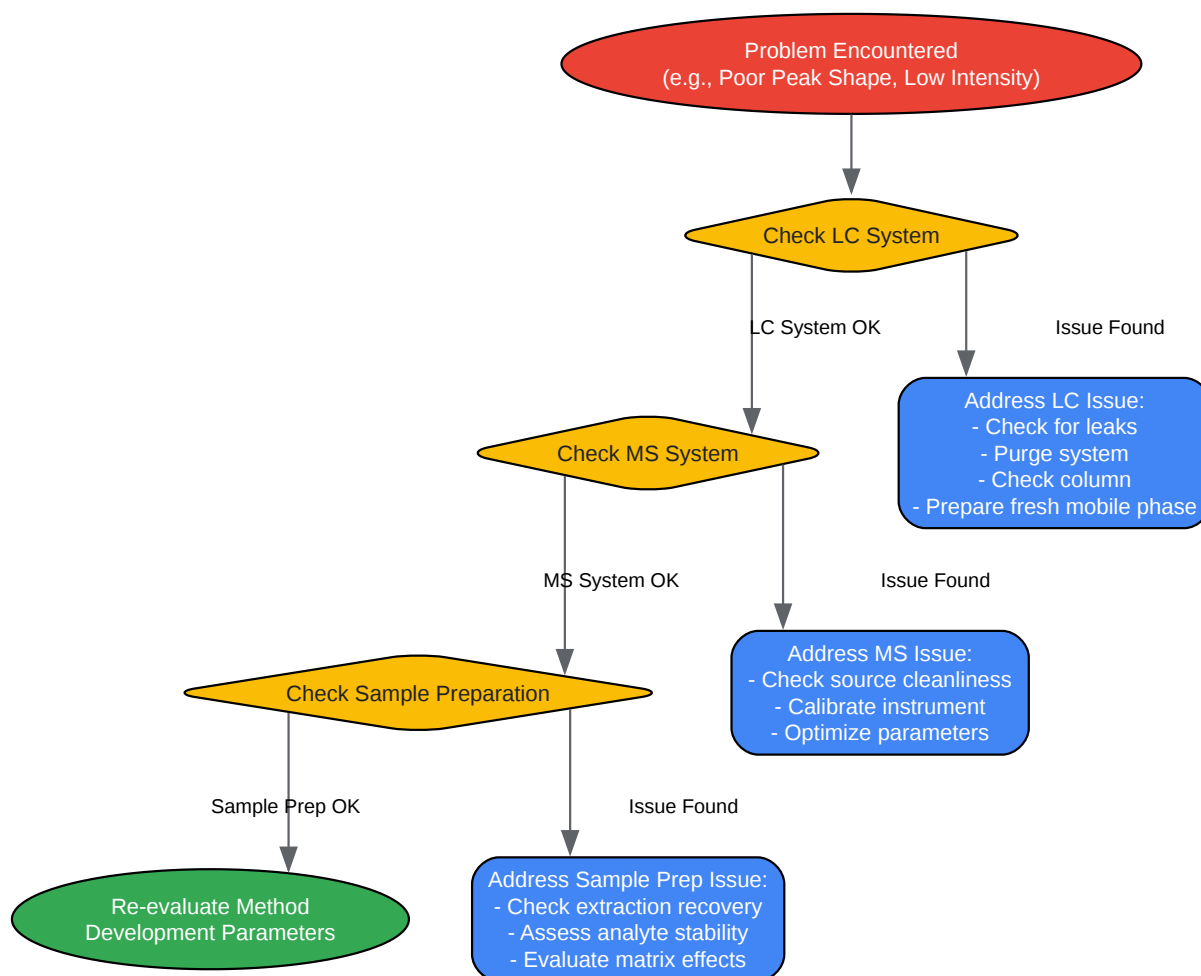 Problem Encountered
(e.g., Poor Peak Shape, Low Intensity)
Check LC System
LC System OK
Issue Found
Address LC Issue:
- Check for leaks
- Purge system
- Check column
- Prepare fresh mobile phase
Check MS System
MS System OK
Issue Found
Address MS Issue:
- Check source cleanliness
- Calibrate instrument
- Optimize parameters
Check Sample Preparation
Sample Prep OK
Issue Found
Re-evaluate Method
Development Parameters
Address Sample Prep Issue:
- Check extraction recovery
- Assess analyte stability
- Evaluate matrix effects